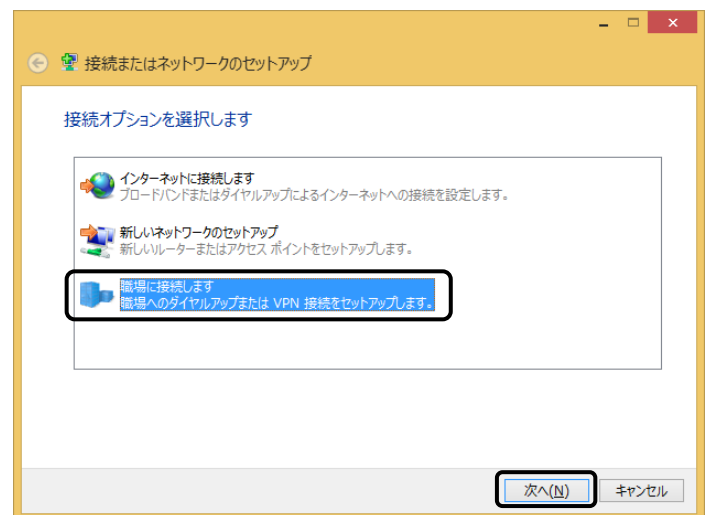 接続またはネットワークのセットアップ
接続オプションを選択します
インターネットに接続します
ブロードバンドまたはダイヤルアップによるインターネットへの接続を設定します。
新しいネットワークのセットアップ
新しいルーターまたはアクセス ポイントをセットアップします。
職場に接続します
職場へのダイヤルアップまたは VPN 接続をセットアップします。
次へ(N)
キャンセル